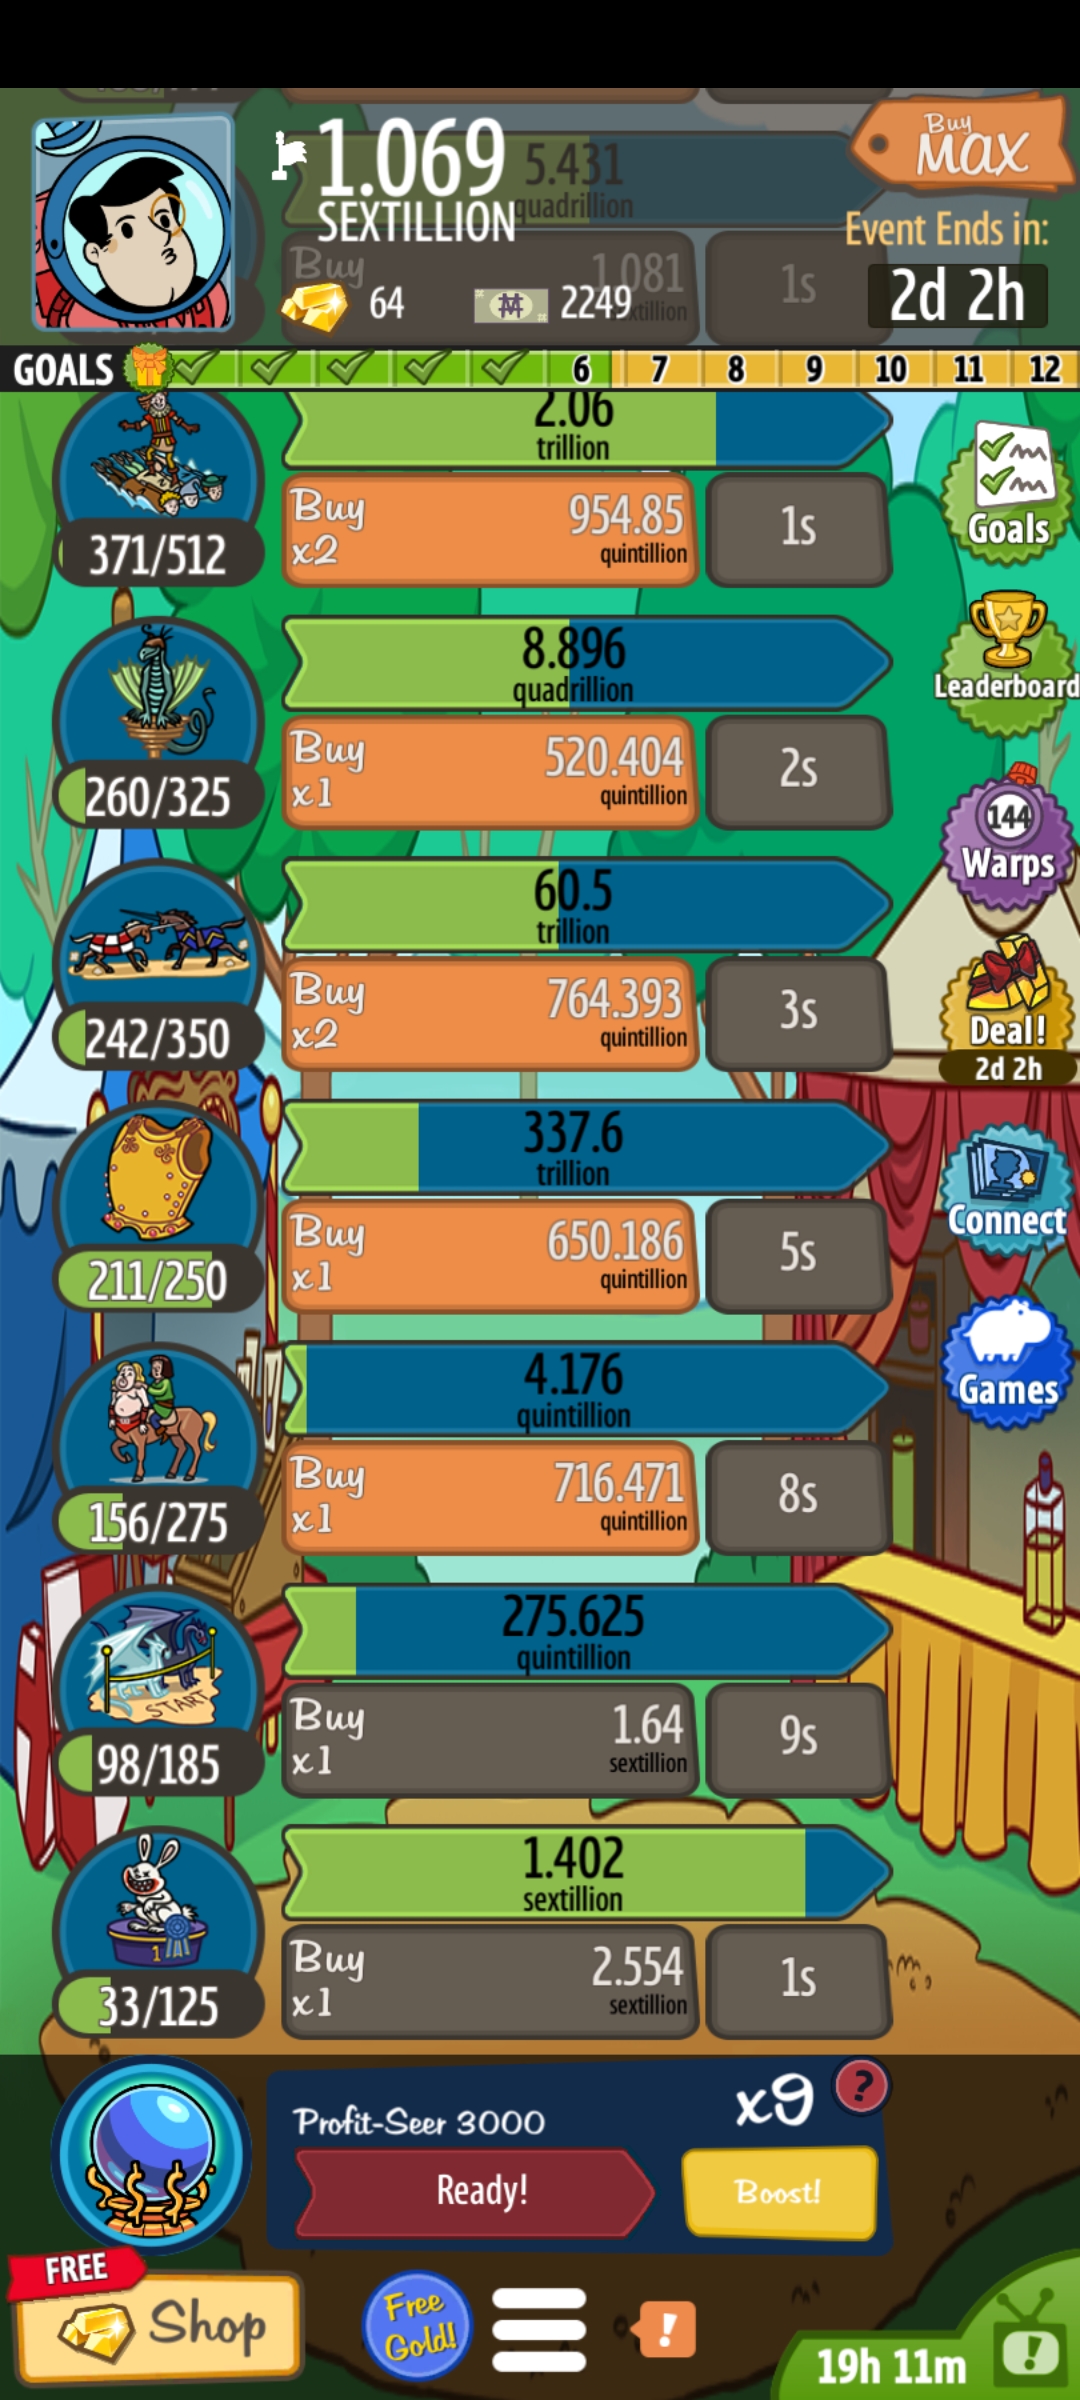 1.069
SEXTILLION
5.431
quadrillion
Buy
MAX
Event Ends in:
2d 2h
Buy
1.081
1s
64
2249
GOALS
6
7
8
9
10
11
12
2.06
trillion
371/512
Buy
x2
954.85
quintillion
1s
Goals
8.896
quadrillion
260/325
Buy
x1
520.404
quintillion
2s
Leaderboard
144
Warps
60.5
trillion
242/350
Buy
x2
764.393
quintillion
3s
Deal!
2d 2h
337.6
trillion
211/250
Buy
x1
650.186
quintillion
5s
Connect
4.176
quintillion
156/275
Buy
x1
716.471
quintillion
8s
Games
START
275.625
quintillion
98/185
Buy
x1
1.64
sextillion
9s
1
1.402
sextillion
33/125
Buy
x1
2.554
sextillion
1s
Profit-Seer 3000
x9
?
Ready!
Boost!
FREE
Shop
Free
Gold!
!
19h 11m
!